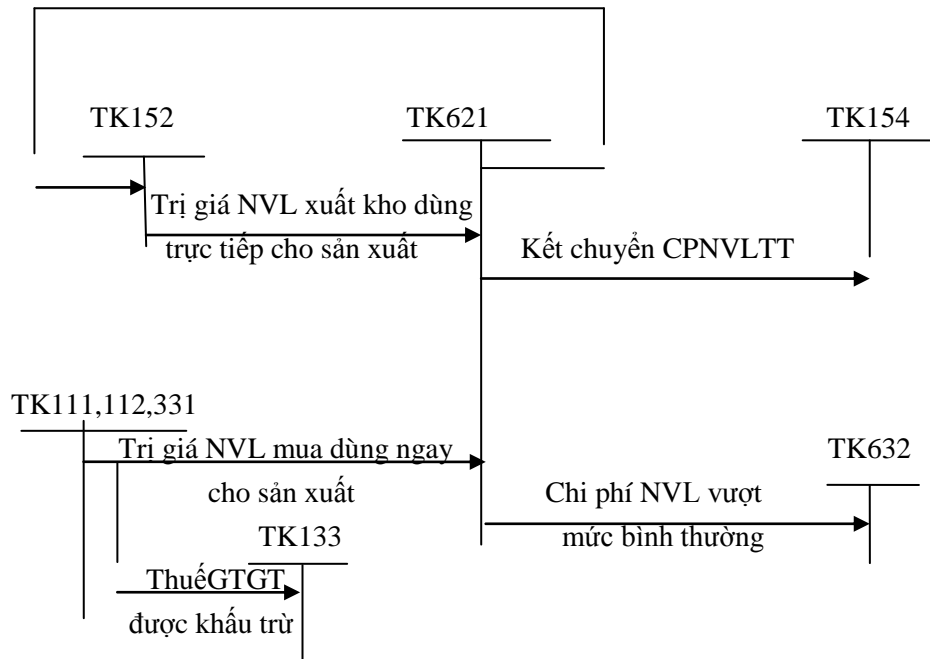 TK152
TK621
TK154
Trị giá NVL xuất kho dùng
trực tiếp cho sản xuất
Kết chuyển CPNVLTT
TK111,112,331
Trị giá NVL mua dùng ngay
cho sản xuất
TK632
Chi phí NVL vượt
mức bình thường
TK133
ThuếGTGT
được khấu trừ